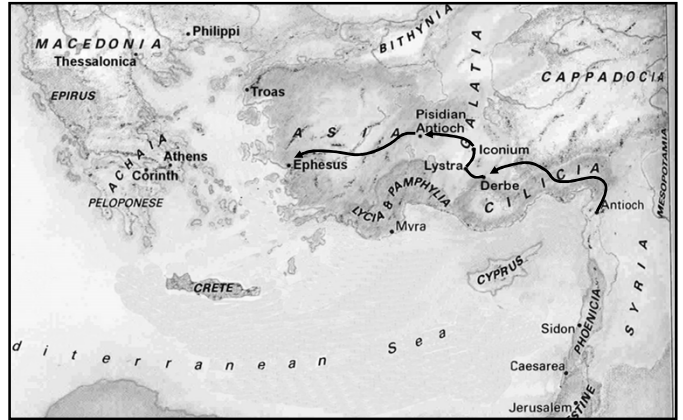 Philippi
MACEDONIA
Thessalonica
BITHYNIA
GALATIA
CAPPADOCIA
EPIRUS
Troas
Pisidian
Antioch
ASIA
Iconium
MESOPOTAMIA
ACHAIA
Athens
Ephesus
Lystra
Corinth
Derbe
CILICIA
PELOPONESE
LYCIA & PAMPHYLIA
Antioch
Myra
CYPRUS
CRETE
PHOENICIA
SYRIA
Sidon
diterranean Sea
Caesarea
Jerusalem
STINE